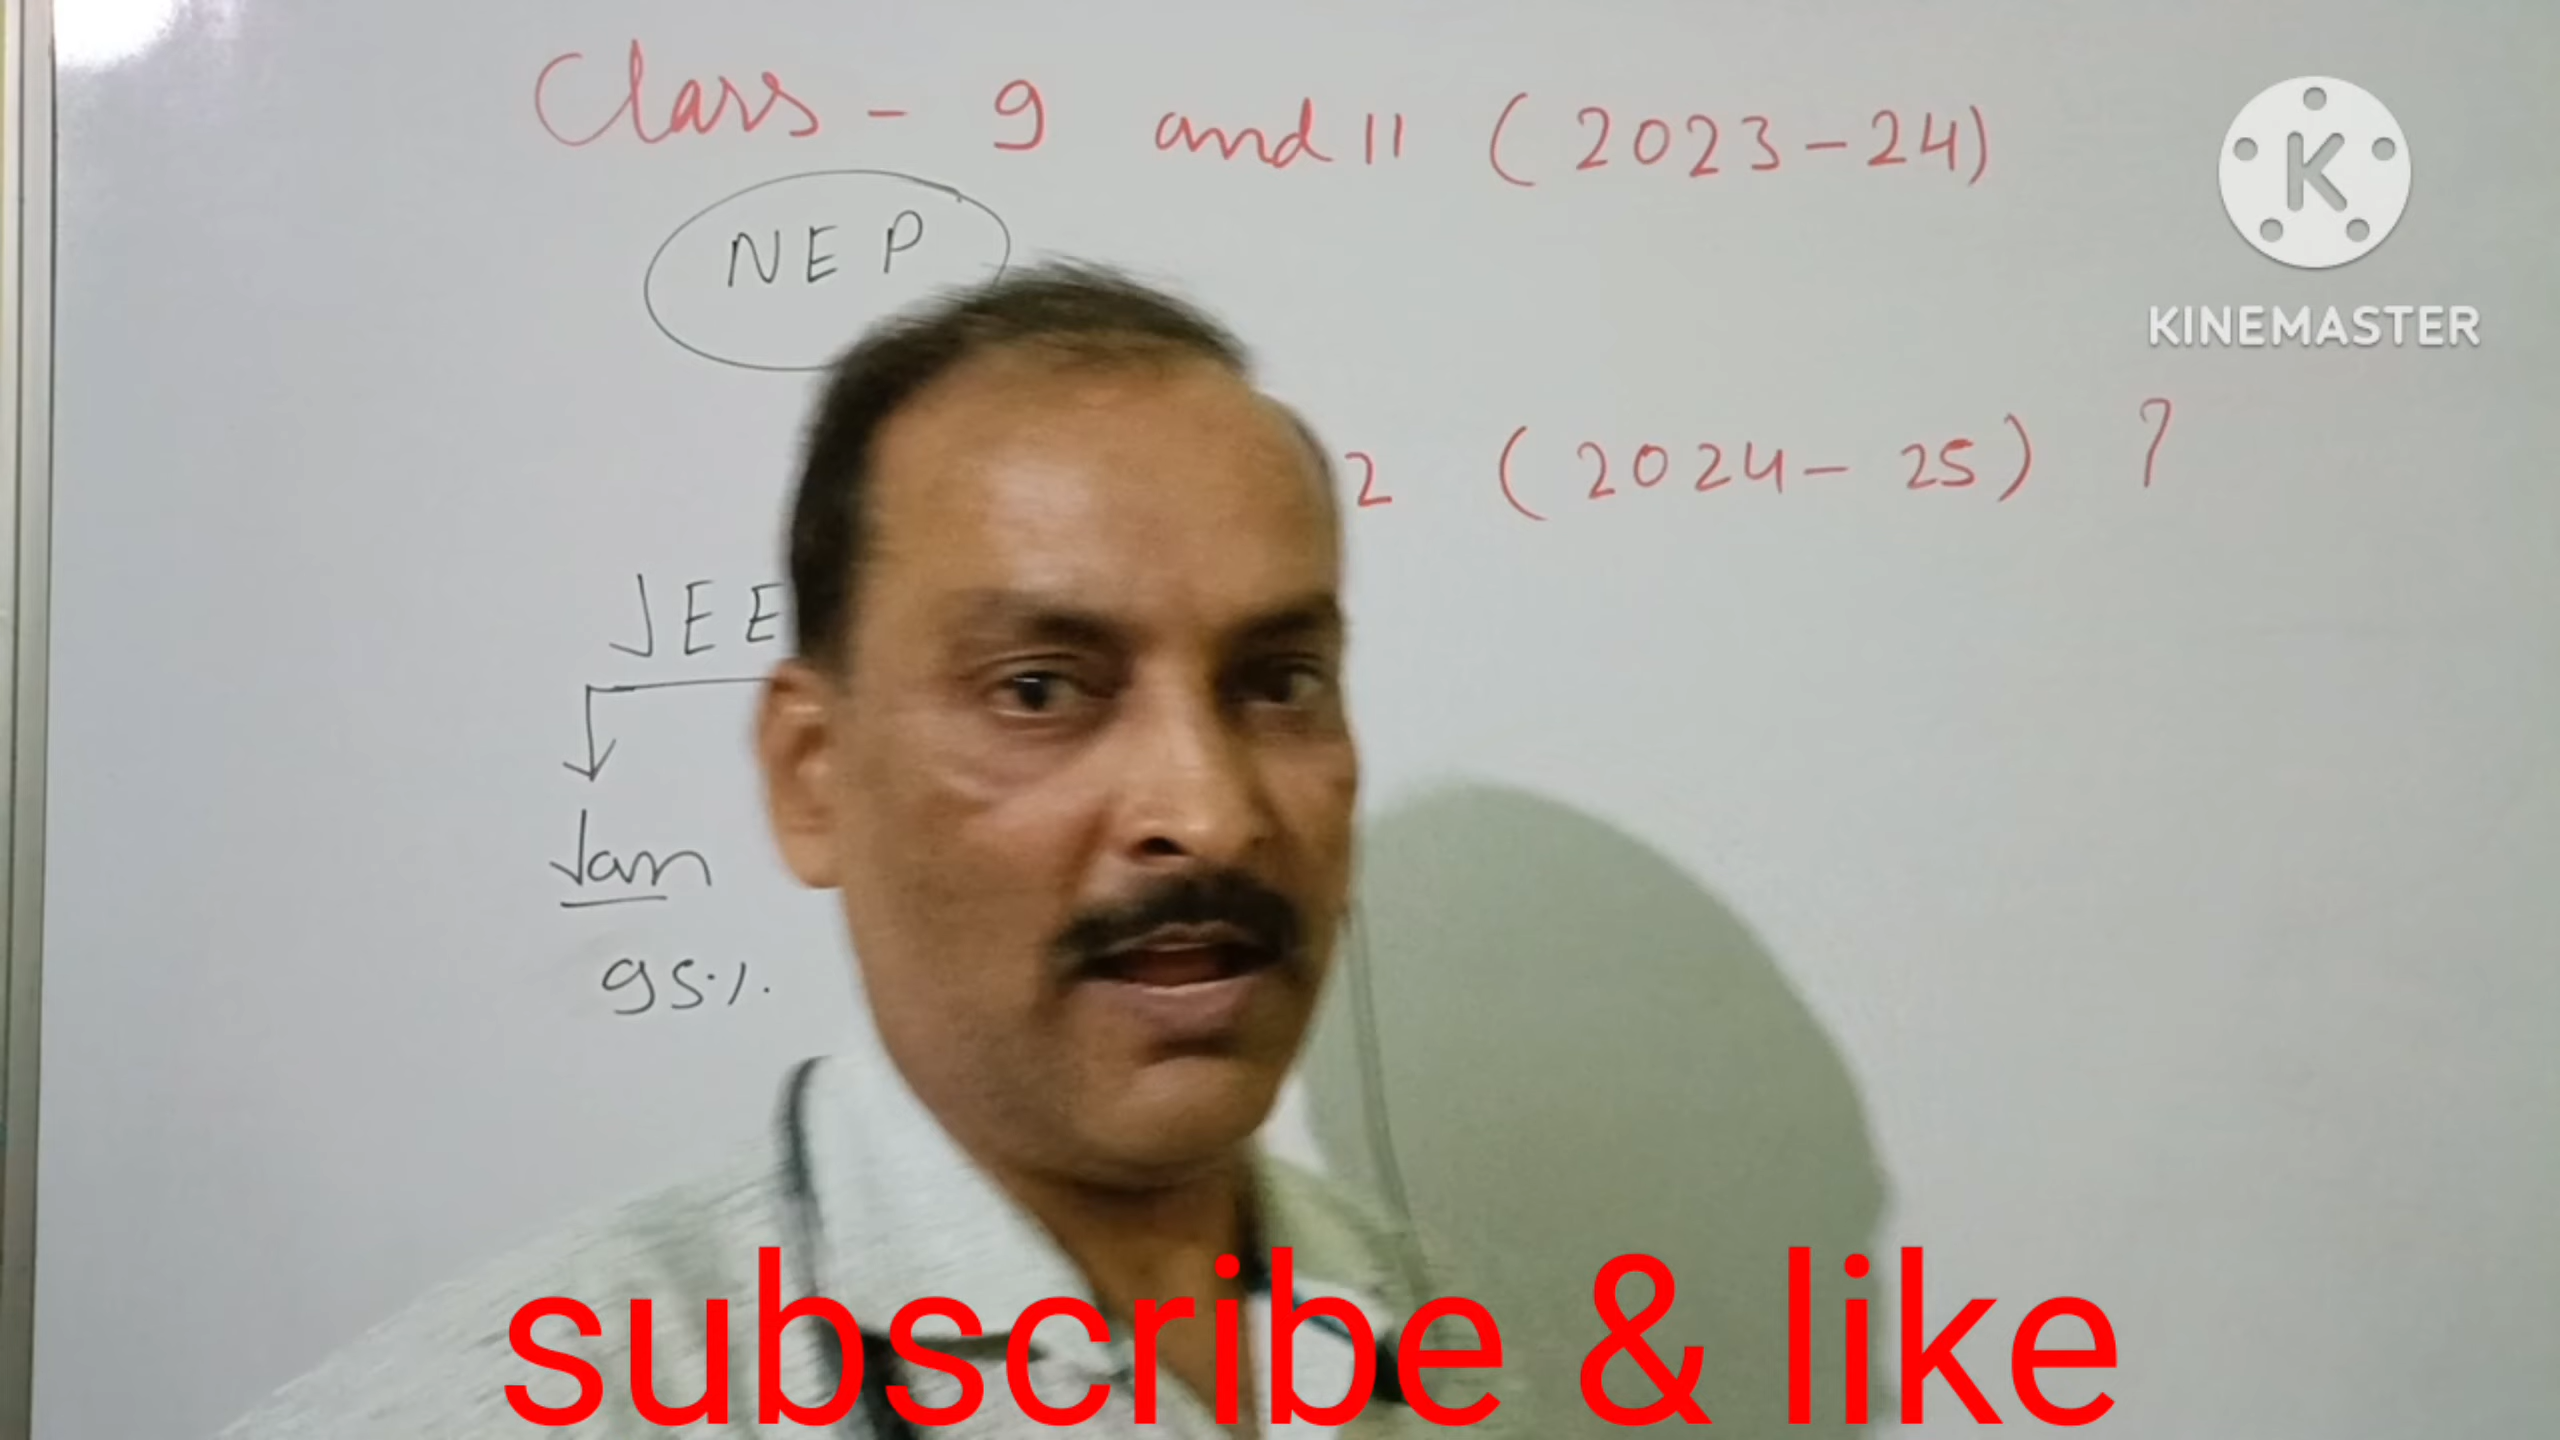 Class - 9 and 11 (2023-24)
NEP
KINEMASTER
2 (2024-25) ?
JEE
Jan
95%.
subscribe & like